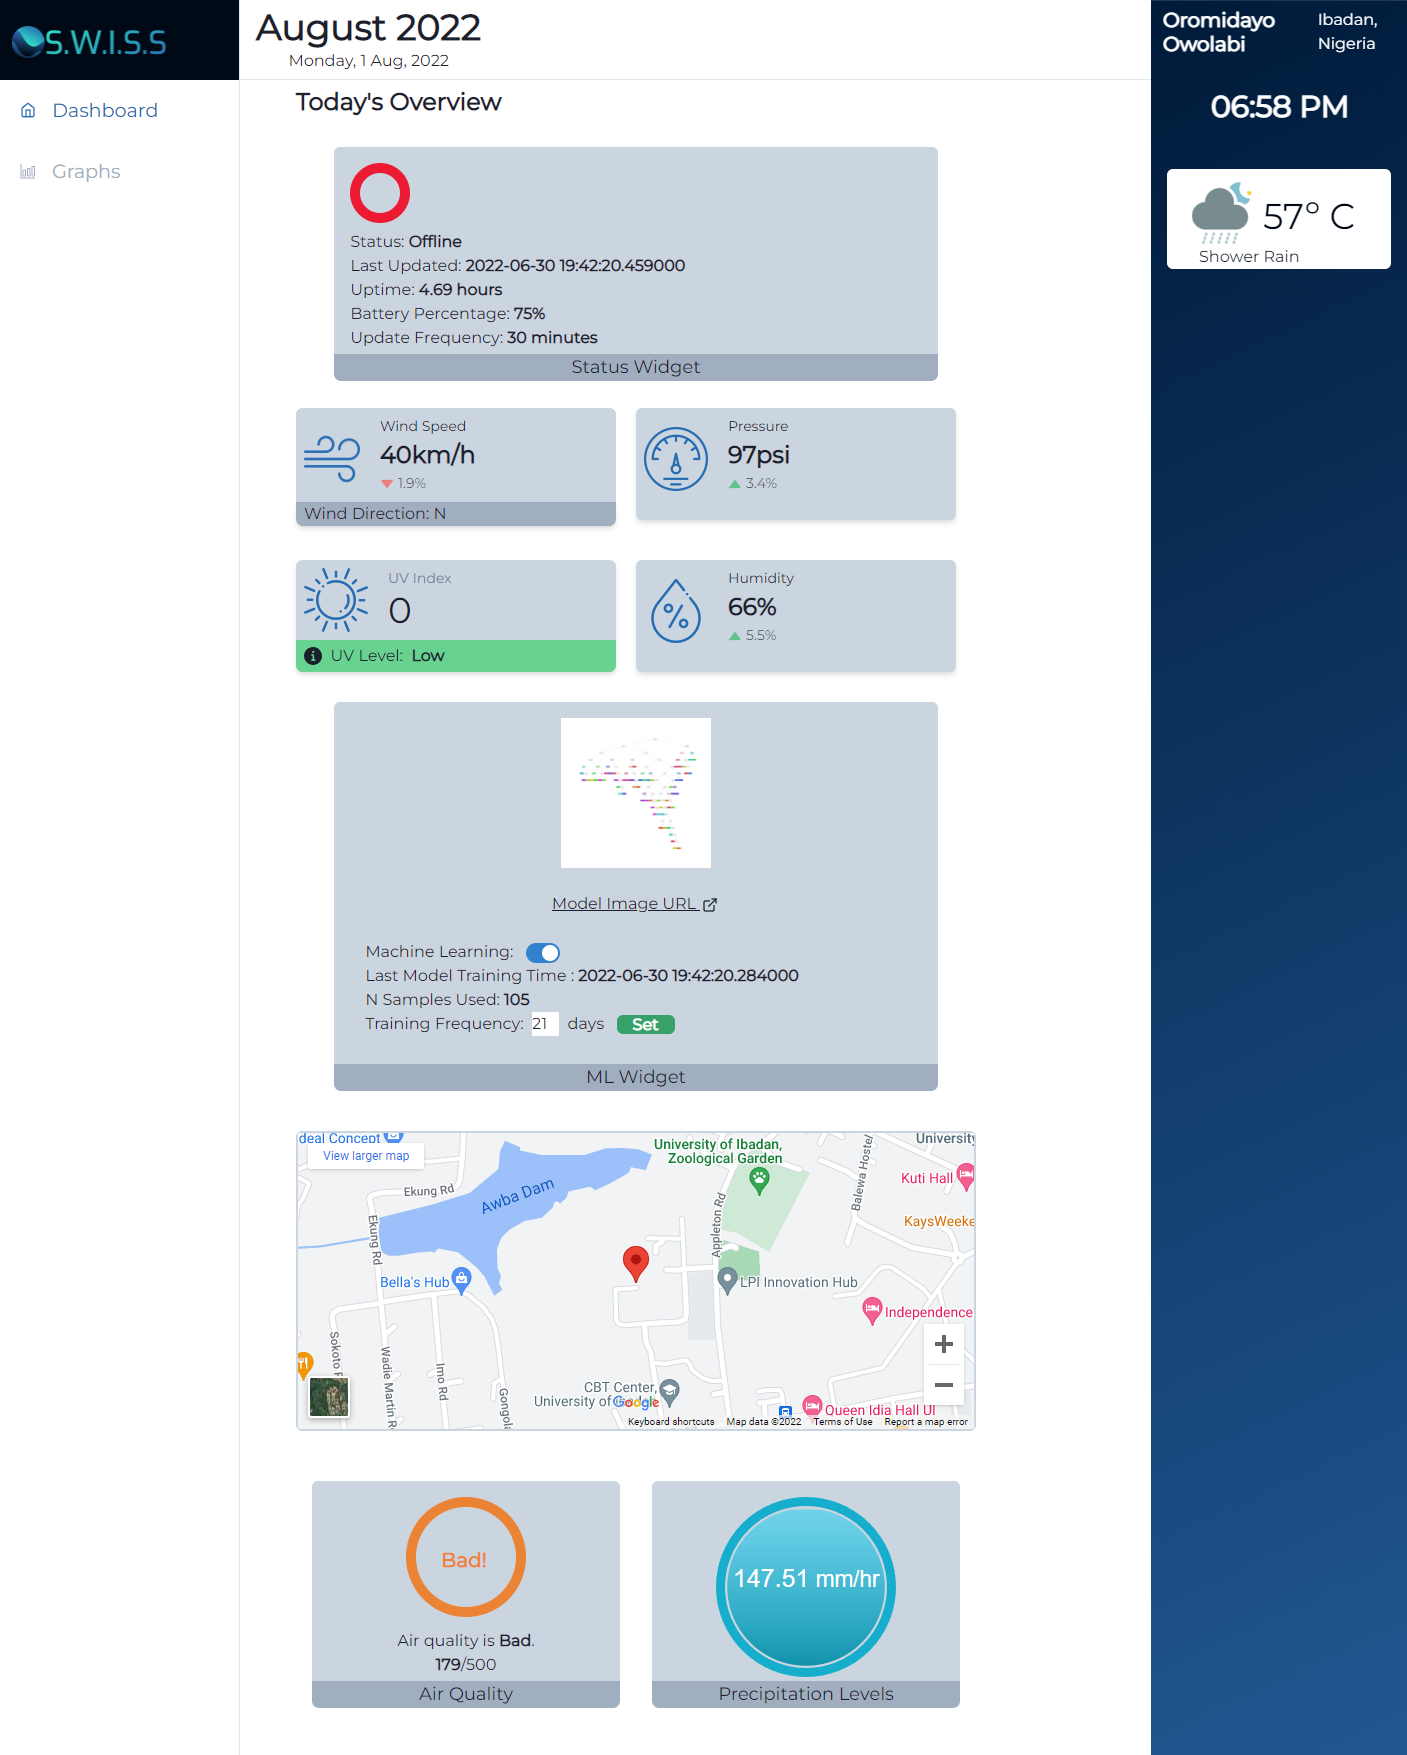 S.W.I.S.S
Dashboard
Graphs
August 2022
Monday, 1 Aug, 2022
Today's Overview
Status: Offline
Last Updated: 2022-06-30 19:42:20.459000
Uptime: 4.69 hours
Battery Percentage: 75%
Update Frequency: 30 minutes
Status Widget
Wind Speed
40km/h
1.9%
Wind Direction: N
Pressure
97psi
3.4%
UV Index
0
UV Level: Low
Humidity
66%
5.5%
Model Image URL
Machine Learning:
Last Model Training Time : 2022-06-30 19:42:20.284000
N Samples Used: 105
Training Frequency: 21 days Set
ML Widget
deal Concept
View larger map
Ekung Rd
Awba Dam
Ekung Rd
Bella's Hub
Sokoto R
Wadie Martin R
Imo Rd
Gongola
University of Ibadan,
Zoological Garden
Appleton Rd
Balewa Hostel
University
Kuti Hall
KaysWeeke
LPI Innovation Hub
Independence
CBT Center,
University of
Google
Queen Idia Hall UI
Keyboard shortcuts
Map data ©2022
Terms of Use
Report a map error
Bad!
Air quality is Bad.
179/500
Air Quality
147.51 mm/hr
Precipitation Levels
Oromidayo
Owolabi
Ibadan,
Nigeria
06:58 PM
57° C
Shower Rain